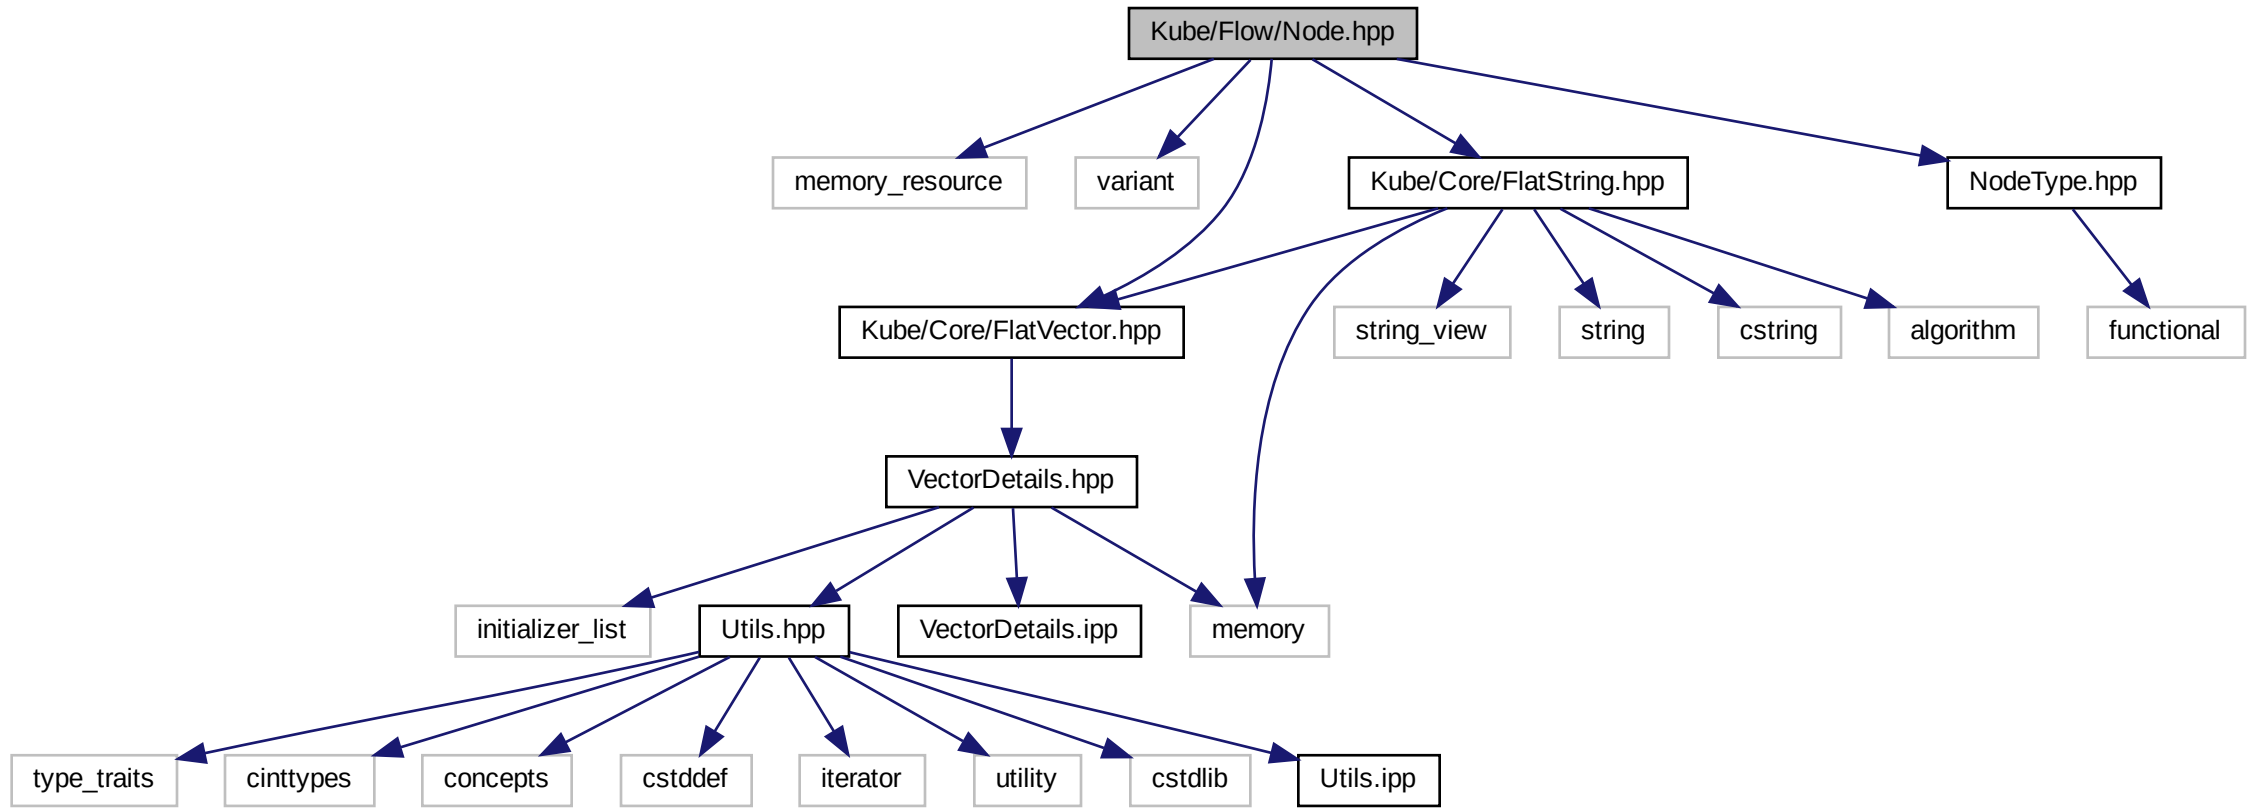 Kube/Flow/Node.hpp
memory_resource
variant
Kube/Core/FlatString.hpp
NodeType.hpp
Kube/Core/FlatVector.hpp
string_view
string
cstring
algorithm
functional
VectorDetails.hpp
initializer_list
Utils.hpp
VectorDetails.ipp
memory
type_traits
cinttypes
concepts
cstddef
iterator
utility
cstdlib
Utils.ipp